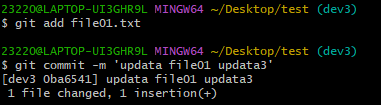 23220@LAPTOP-UI3GHR9L MINGW64 ~/Desktop/test (dev3)
$ git add file01.txt
23220@LAPTOP-UI3GHR9L MINGW64 ~/Desktop/test (dev3)
$ git commit -m 'updata file01 updata3'
[dev3 0ba6541] updata file01 updata3
 1 file changed, 1 insertion(+)